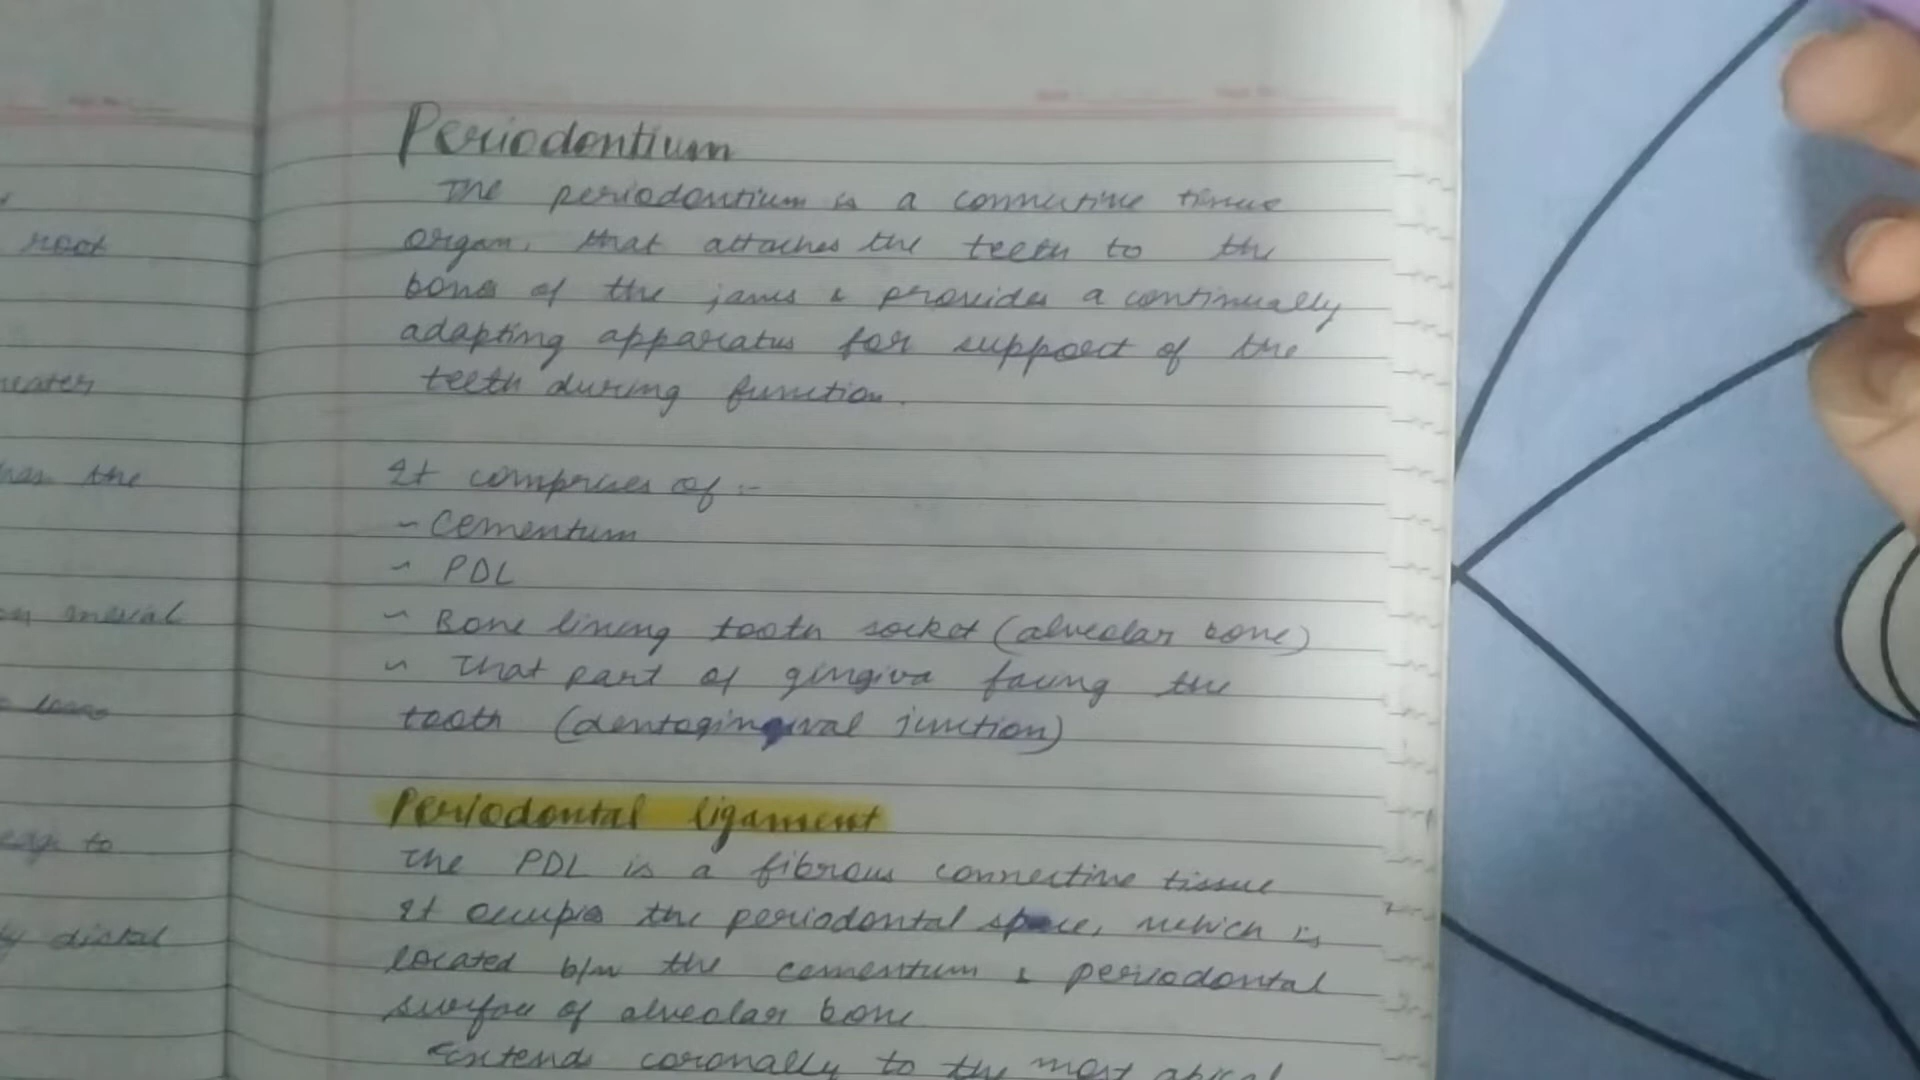 root
the
mesial
to
distal
Periodontium
The periodontium is a connective tissue
organ, that attaches the teeth to the
bones of the jaws & provides a continually
adapting apparatus for support of the
teeth during function.
It comprises of :-
- Cementum
- PDL
- Bone lining tooth socket (alveolar bone)
- That part of gingiva facing the
tooth (dentogingival junction)
Periodontal ligament
The PDL is a fibrous connective tissue
It occupies the periodontal space, which is
located b/w the cementum & periodontal
surface of alveolar bone
Extends coronally to the most apical